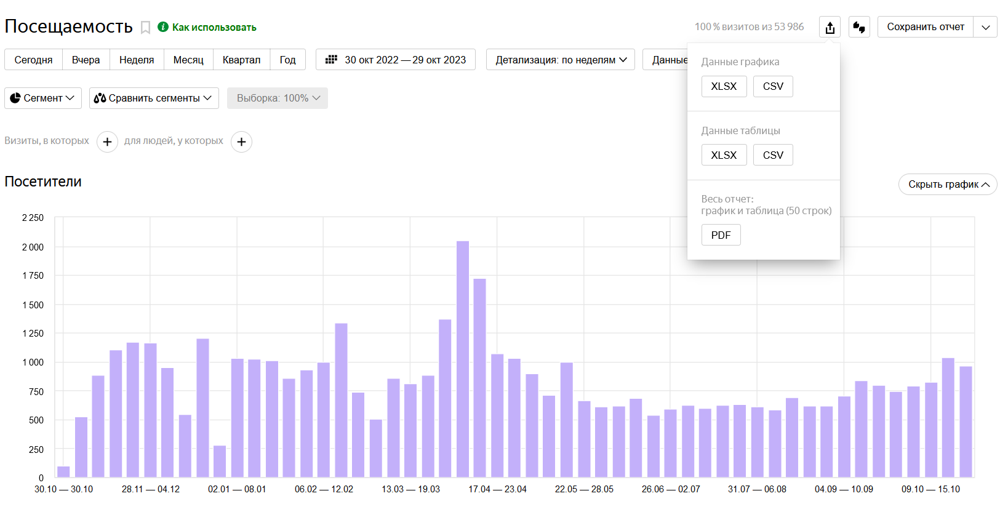 Посещаемость
Как использовать
100 % визитов из 53 986
Сохранить отчет
Сегодня
Вчера
Неделя
Месяц
Квартал
Год
30 окт 2022 — 29 окт 2023
Детализация: по неделям
Данные
Данные графика
XLSX
CSV
Сегмент
Сравнить сегменты
Выборка: 100%
Данные таблицы
XLSX
CSV
Визиты, в которых
для людей, у которых
Посетители
Скрыть график
Весь отчет:
график и таблица (50 строк)
PDF
2 250
2 000
1 750
1 500
1 250
1 000
750
500
250
0
30.10 — 30.10
28.11 — 04.12
02.01 — 08.01
06.02 — 12.02
13.03 — 19.03
17.04 — 23.04
22.05 — 28.05
26.06 — 02.07
31.07 — 06.08
04.09 — 10.09
09.10 — 15.10